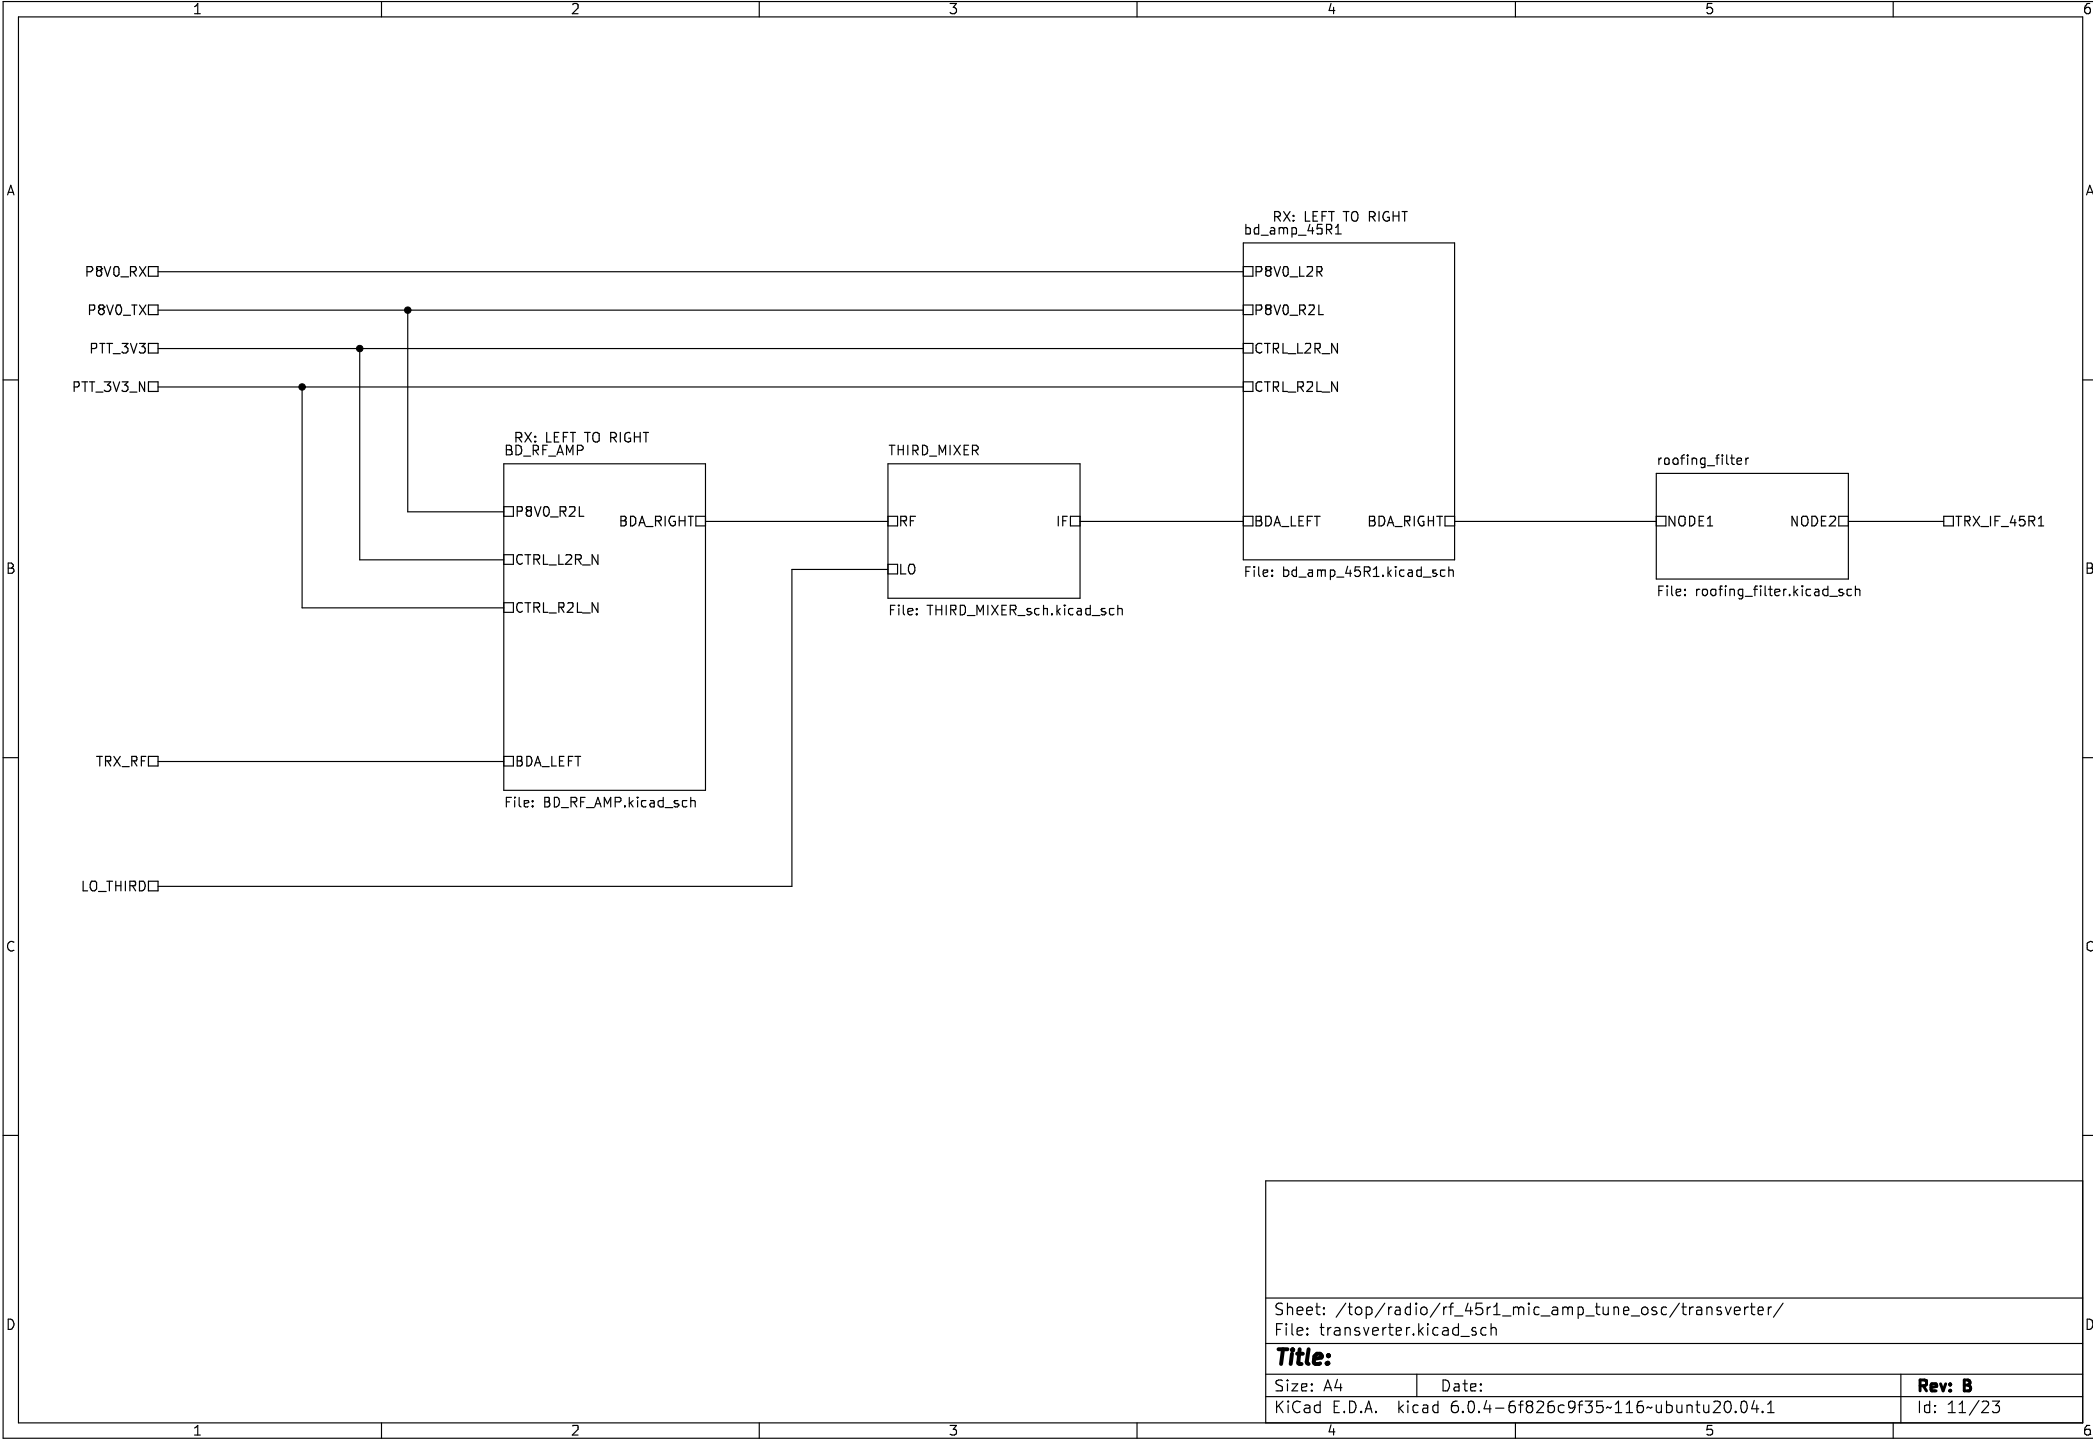 1 2 3 4 5 6
A A
RX: LEFT TO RIGHT
bd_amp_45R1
P8V0_RX P8V0_L2R
P8V0_TX P8V0_R2L
PTT_3V3 CTRL_L2R_N
PTT_3V3_N CTRL_R2L_N
RX: LEFT TO RIGHT
BD_RF_AMP THIRD_MIXER
roofing_filter
P8V0_R2L
BDA_RIGHT RF IF BDA_LEFT BDA_RIGHT NODE1 NODE2 TRX_IF_45R1
CTRL_L2R_N
B LO B
File: bd_amp_45R1.kicad_sch
File: roofing_filter.kicad_sch
CTRL_R2L_N
File: THIRD_MIXER_sch.kicad_sch
TRX_RF BDA_LEFT
File: BD_RF_AMP.kicad_sch
LO_THIRD
C C
Sheet: /top/radio/rf_45r1_mic_amp_tune_osc/transverter/
D D
File: transverter.kicad_sch
Title:
Size: A4 Date: Rev: B
KiCad E.D.A. kicad 6.0.4-6f826c9f35~116~ubuntu20.04.1 Id: 11/23
1 2 3 4 5 6